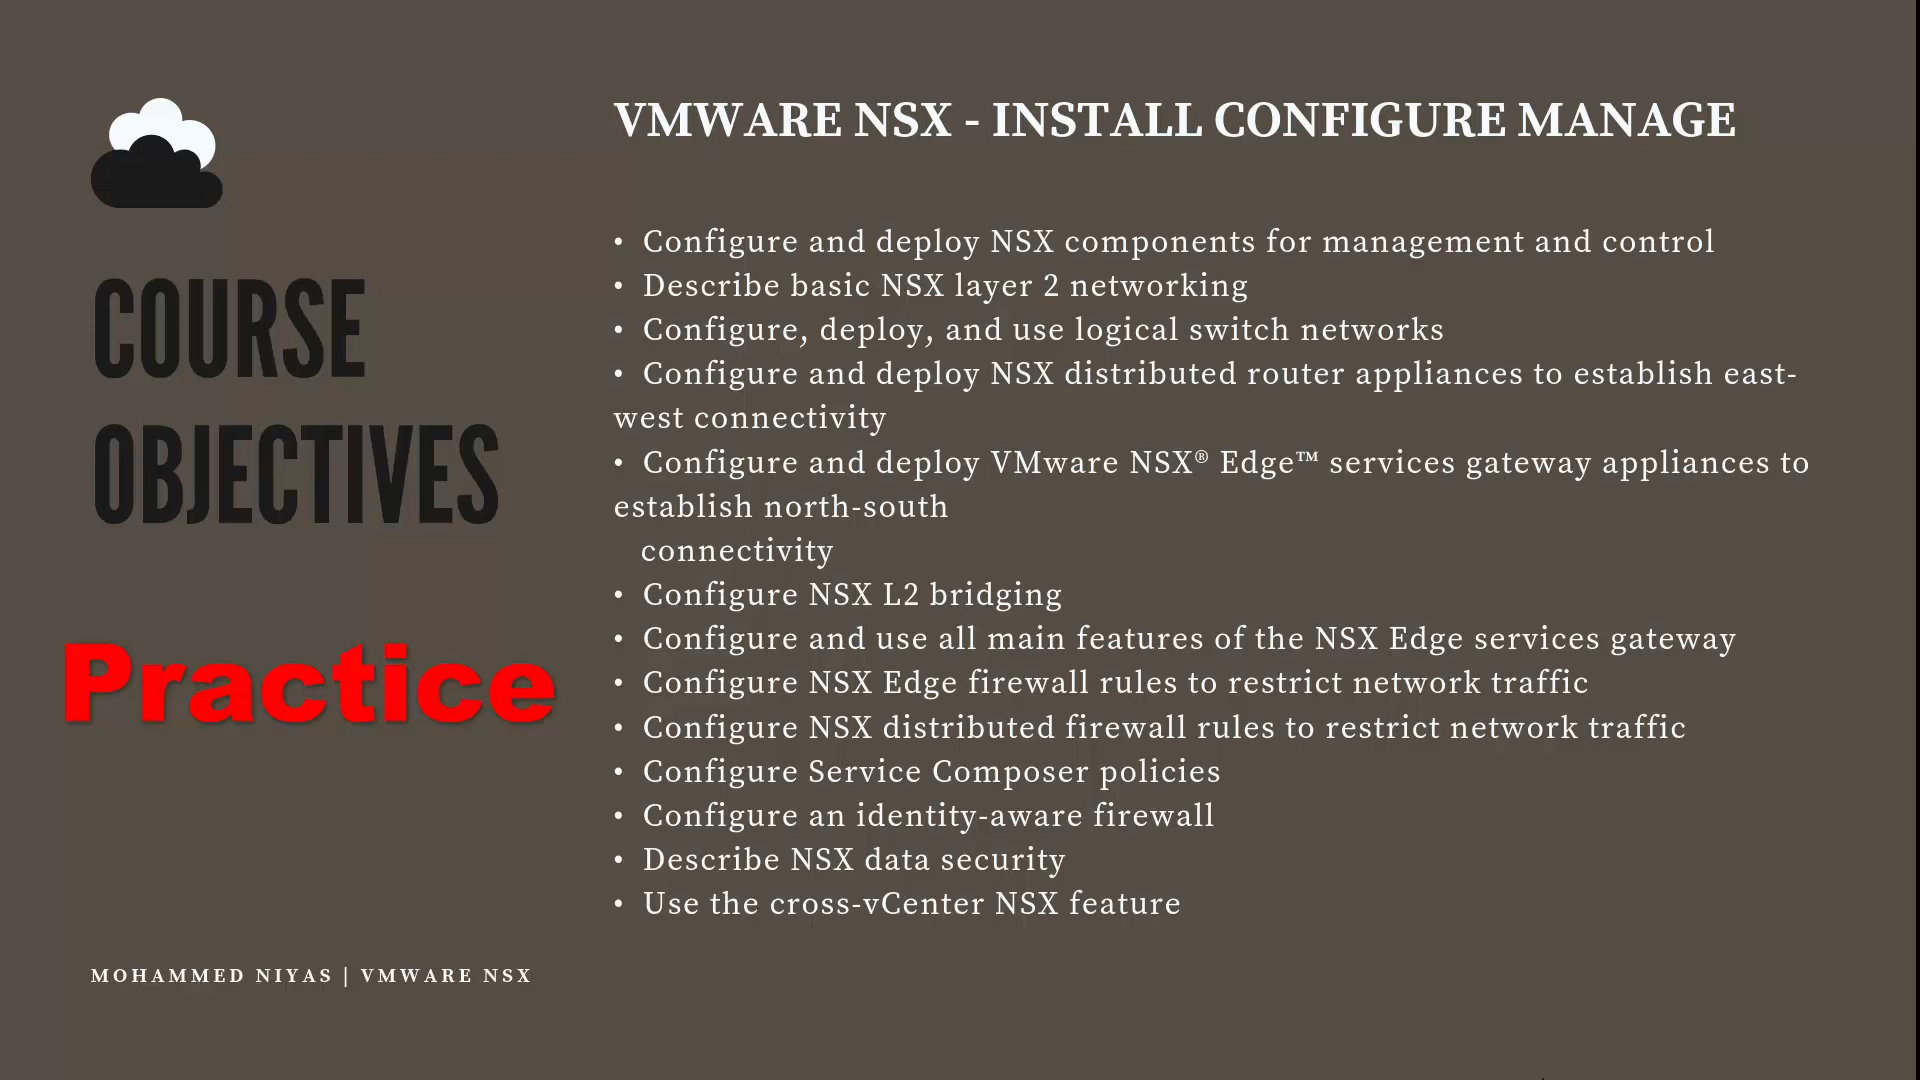 VMWARE NSX - INSTALL CONFIGURE MANAGE
COURSE
OBJECTIVES
Practice
• Configure and deploy NSX components for management and control
• Describe basic NSX layer 2 networking
• Configure, deploy, and use logical switch networks
• Configure and deploy NSX distributed router appliances to establish east-
west connectivity
• Configure and deploy VMware NSX® Edge™ services gateway appliances to
establish north-south
connectivity
• Configure NSX L2 bridging
• Configure and use all main features of the NSX Edge services gateway
• Configure NSX Edge firewall rules to restrict network traffic
• Configure NSX distributed firewall rules to restrict network traffic
• Configure Service Composer policies
• Configure an identity-aware firewall
• Describe NSX data security
• Use the cross-vCenter NSX feature
MOHAMMED NIYAS | VMWARE NSX